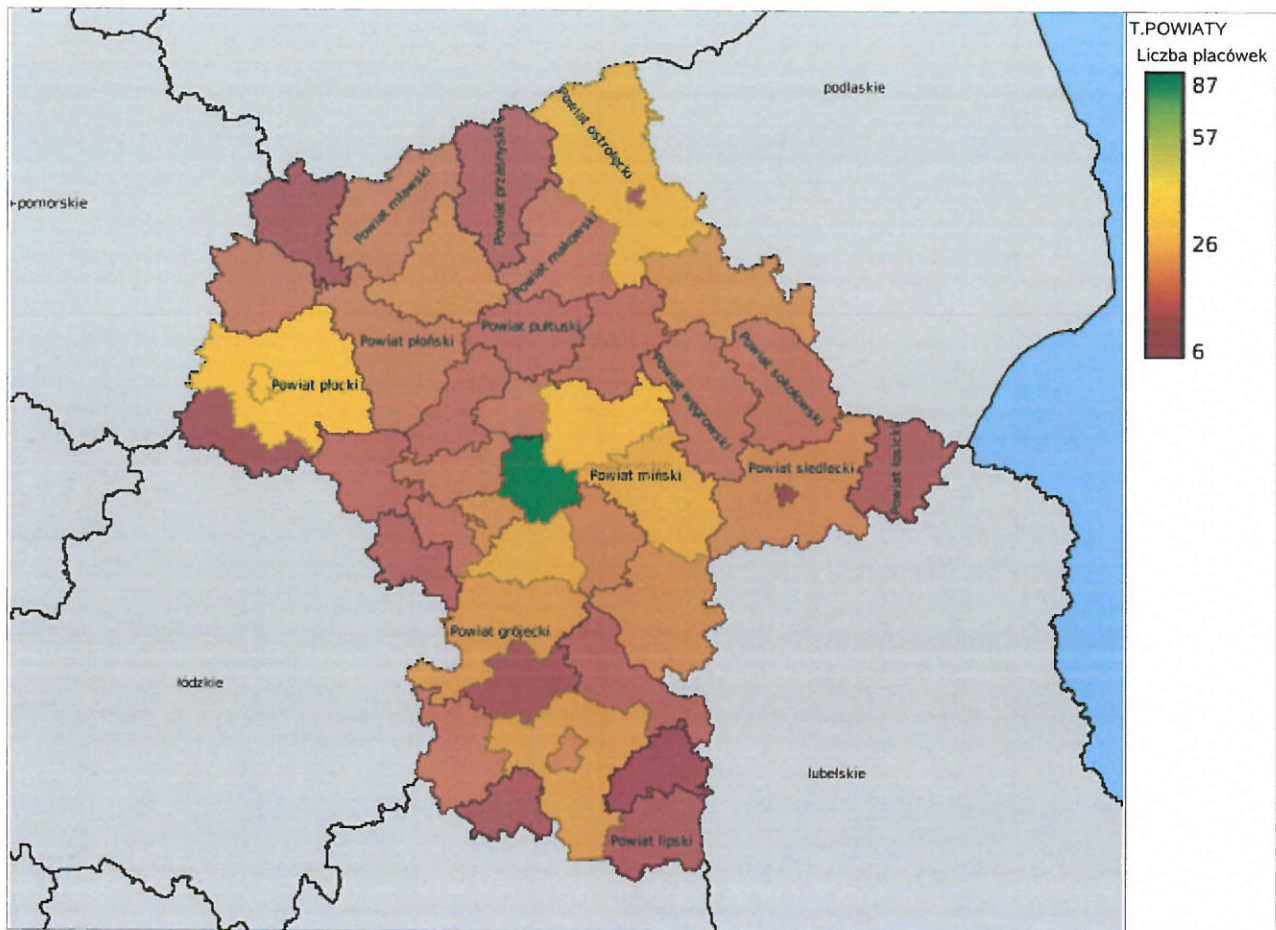 T.POWIATY
Liczba placówek
87
57
26
6
podlaskie
-pomorskie
Powiat ostrołęcki
Powiat mławski
Powiat przasnyski
Powiat makowski
Powiat pułtuski
Powiat płoński
Powiat płocki
Powiat węgrowski
Powiat sokołowski
Powiat miński
Powiat siedlecki
Powiat łosicki
Powiat grójecki
łódzkie
lubelskie
Powiat lipski